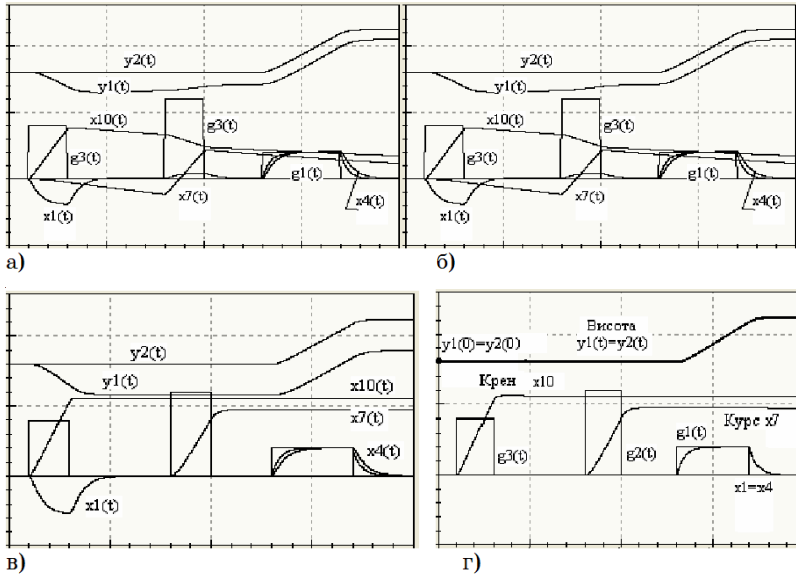 y2(t)
y1(t)
x10(t)
g3(t)
g3(t)
x7(t)
x1(t)
g1(t)
x4(t)
а)
y2(t)
y1(t)
x10(t)
g3(t)
g3(t)
x7(t)
x1(t)
g1(t)
x4(t)
б)
y2(t)
y1(t)
x10(t)
x7(t)
x4(t)
x1(t)
в)
y1(0)=y2(0)
Висота
y1(t)=y2(t)
Крен x10
Курс x7
g1(t)
g3(t)
g2(t)
x1=x4
г)